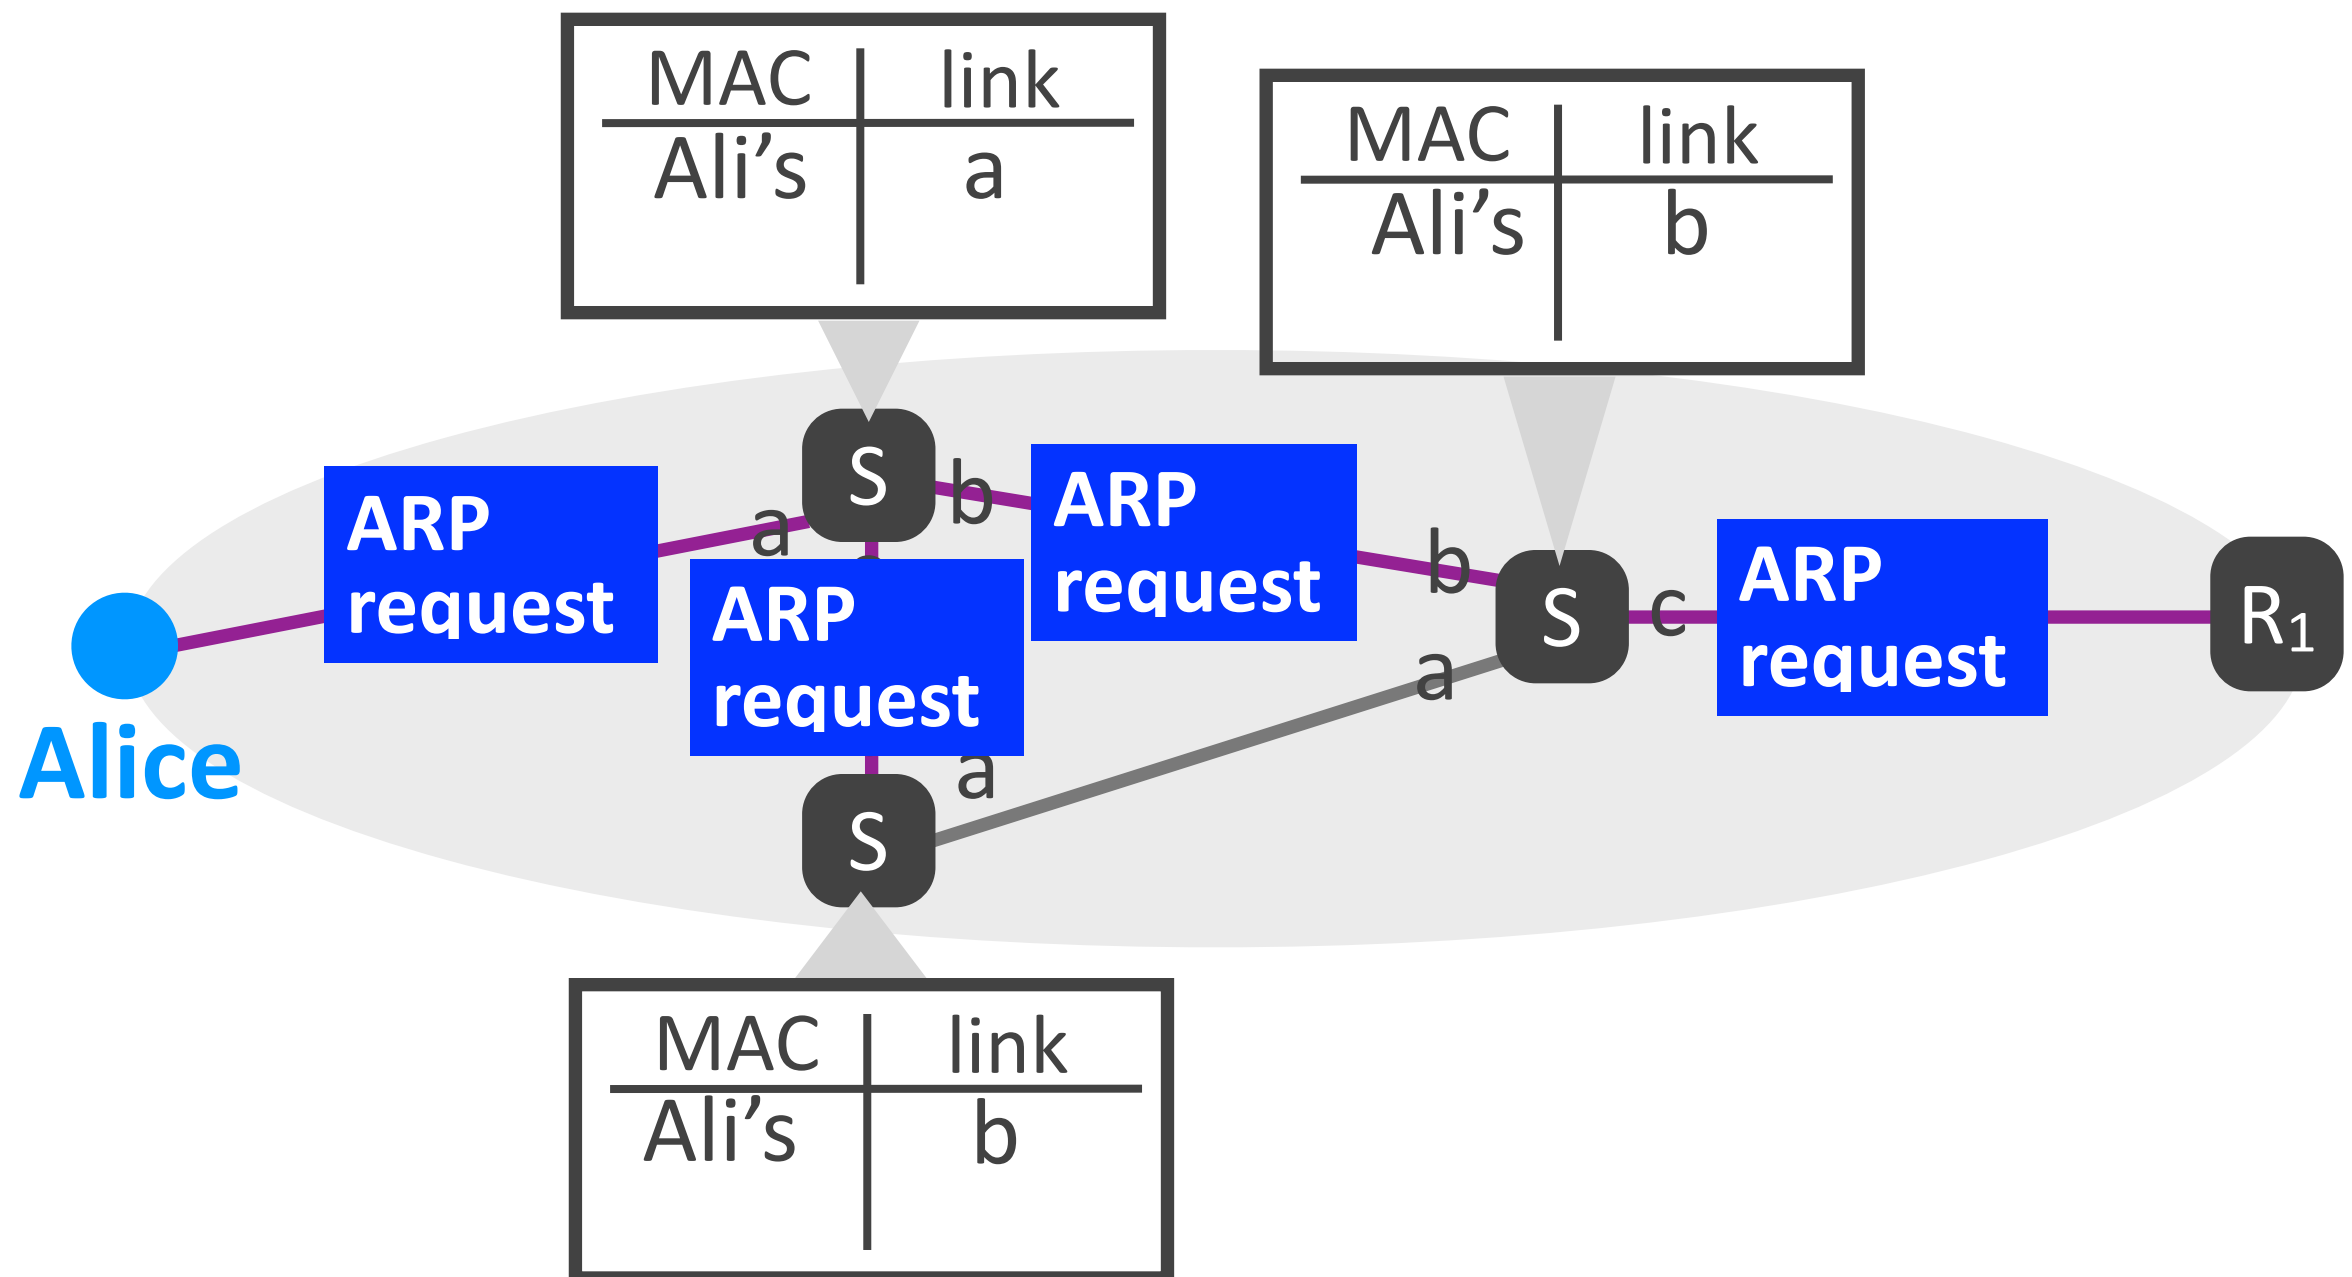 MAC link
Ali’s a
MAC link
Ali’s b
S
b
a
ARP
request
ARP
request
ARP
request
b
S
c
a
ARP
request
R1
Alice
a
S
MAC link
Ali’s b